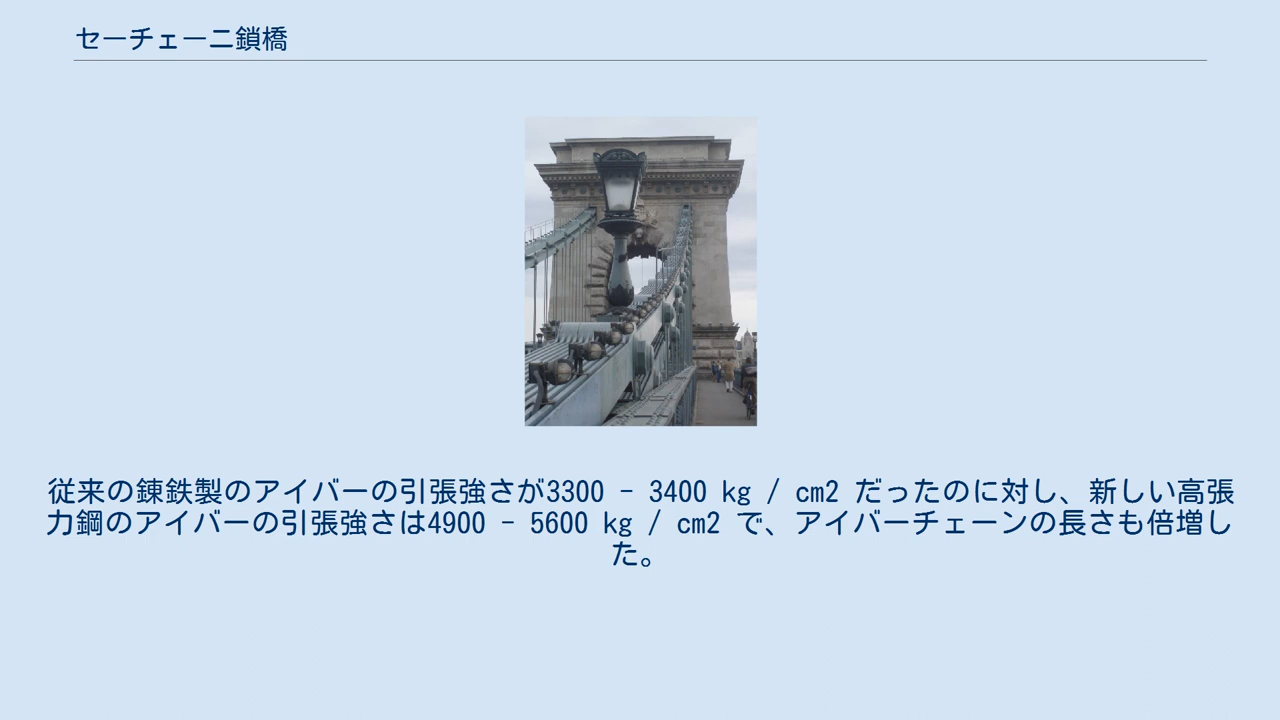 セーチェーニ鎖橋
従来の錬鉄製のアイバーの引張強さが3300 - 3400 kg / cm2 だったのに対し、新しい高張
力鋼のアイバーの引張強さは4900 - 5600 kg / cm2 で、アイバーチェーンの長さも倍増し
た。